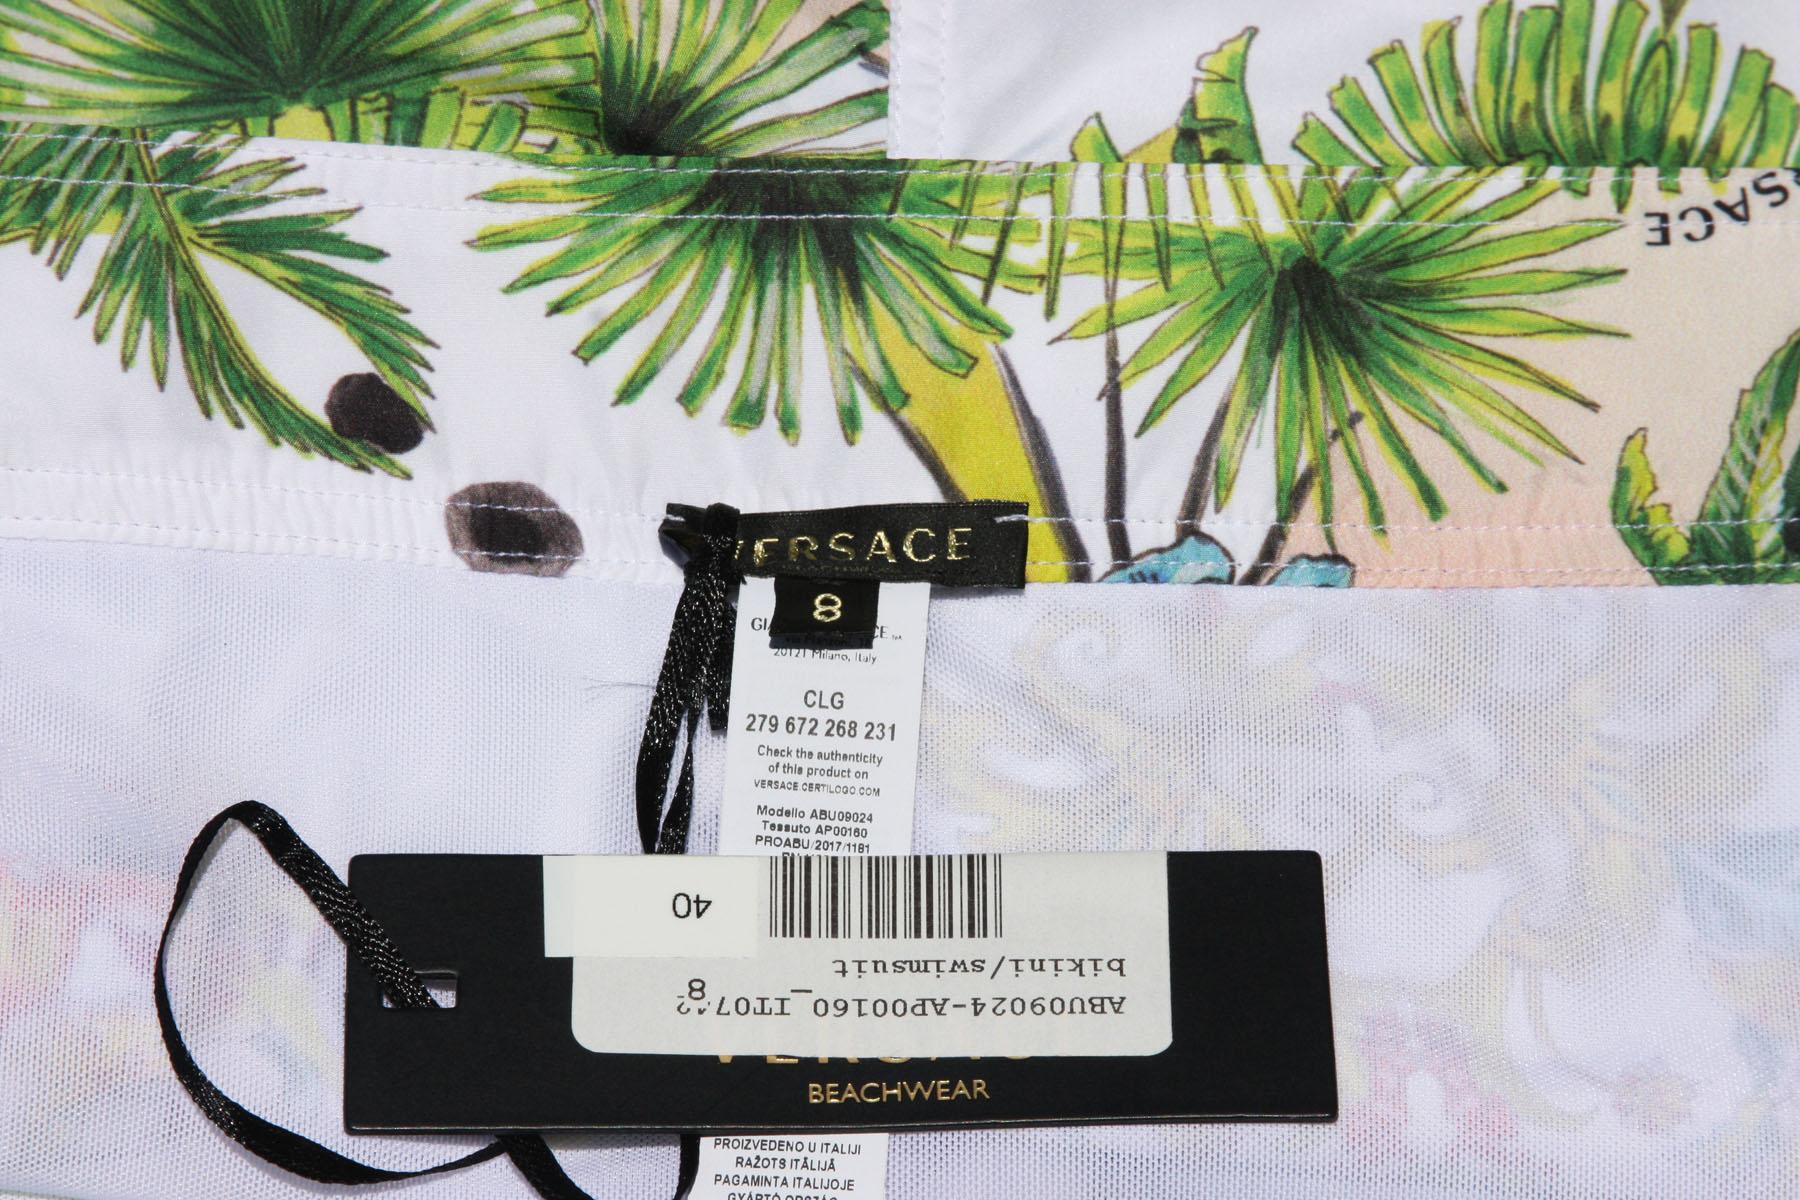 SACE
VERSACE
8
20121 Milano, Italy
CLG
279 672 268 231
Check the authenticity
of this product on
VERSACE.CERTILOGO.COM
Modello ABU09024
Tessuto AP00160
PROABU/2017/1181
40
bikini/swimsuit
8
ABU09024-AP00160_IT07
BEACHWEAR
PROIZVEDENO U ITALIJI
RAŽOTS ITĀLIJĀ
PAGAMINTA ITALIJOJE